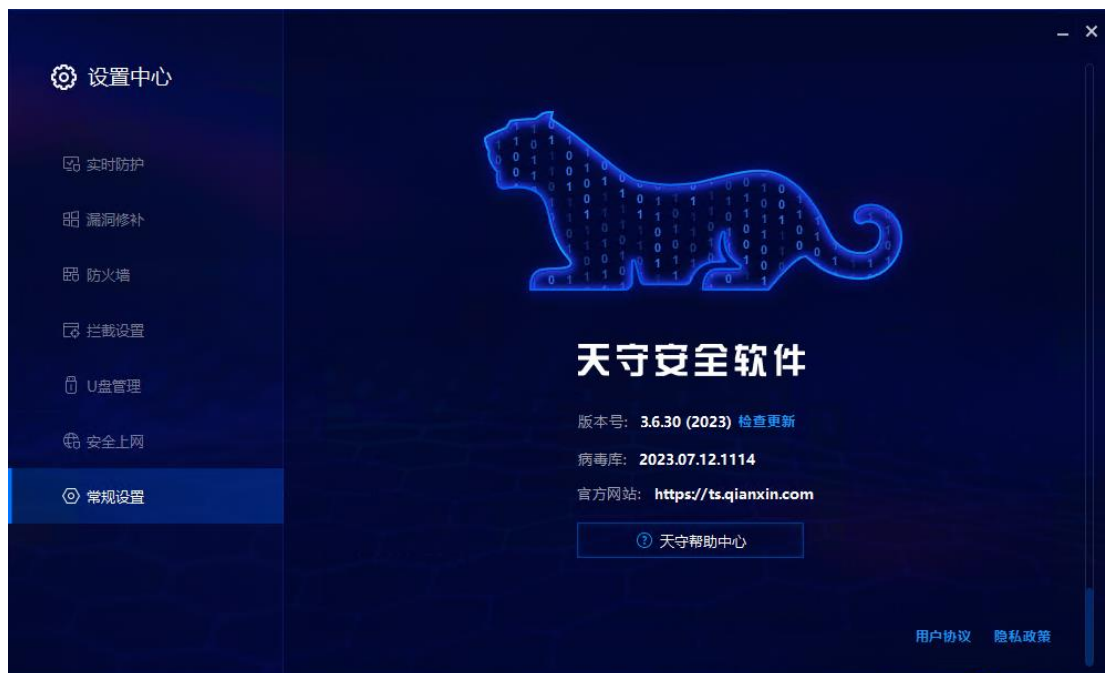 设置中心
实时防护
漏洞修补
防火墙
拦截设置
U盘管理
安全上网
常规设置
天守安全软件
版本号: 3.6.30 (2023) 检查更新
病毒库: 2023.07.12.1114
官方网站: https://ts.qianxin.com
天守帮助中心
用户协议 隐私政策